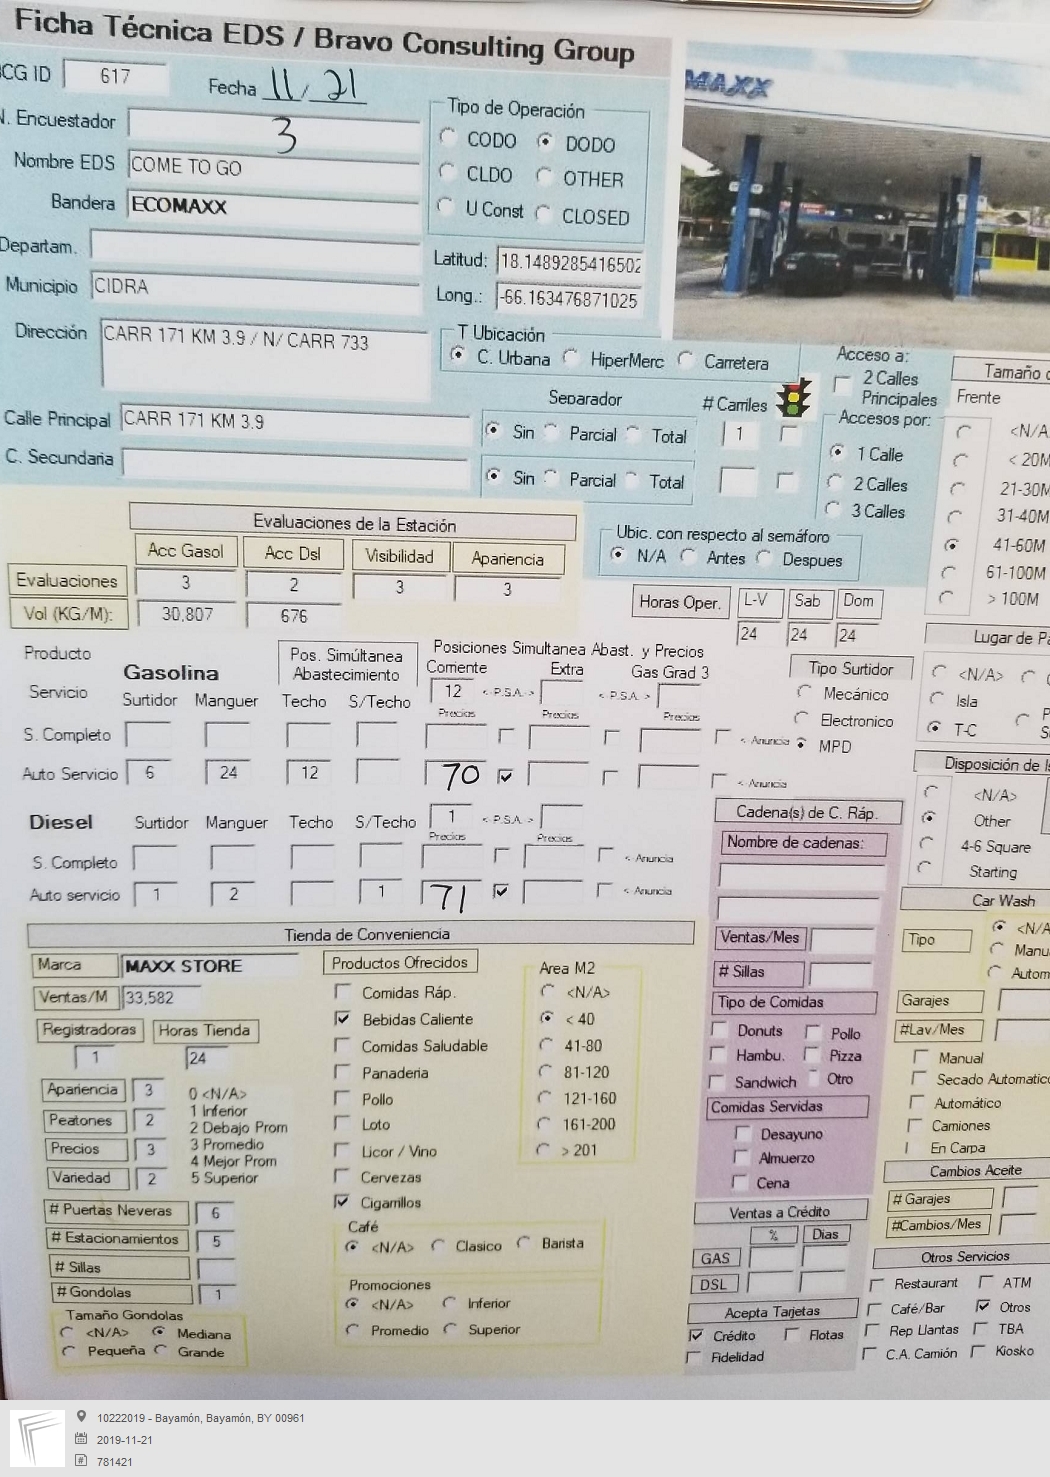 Ficha Técnica EDS / Bravo Consulting Group
CG ID 617
Fecha 11/21
N. Encuestador 3
Nombre EDS COME TO GO
Bandera ECOMAXX
Departam.
Municipio CIDRA
Dirección CARR 171 KM 3.9 / N/ CARR 733
Calle Principal CARR 171 KM 3.9
C. Secundaria
Tipo de Operación
CODO DODO
CLDO OTHER
U Const CLOSED
Latitud: 18.1489285416502
Long.: -66.163476871025
MAXX
T Ubicación
C. Urbana HiperMerc Carretera
Separador # Carriles
Sin Parcial Total 1
Sin Parcial Total
Acceso a:
2 Calles
Principales
Accesos por:
1 Calle
2 Calles
3 Calles
Tamaño
Frente
<N/A
< 20M
21-30M
31-40M
41-60M
61-100M
> 100M
Evaluaciones de la Estación
Acc Gasol Acc Dsl Visibilidad Apariencia
Evaluaciones 3 2 3 3
Vol (KG/M): 30,807 676
Ubic. con respecto al semáforo
N/A Antes Despues
Horas Oper. L-V Sab Dom
24 24 24
Producto
Gasolina
Servicio
Pos. Simúltanea
Abastecimiento
Posiciones Simultanea Abast. y Precios
Corriente Extra Gas Grad 3
Surtidor Manguer Techo S/Techo 12 <-P.S.A.-> < P.S.A. >
Precios Precios Precios
S. Completo <- Anuncia
Auto Servicio 6 24 12 70 <- Anuncia
Tipo Surtidor
Mecánico
Electronico
MPD
Lugar de
<N/A>
Isla
T-C
Diesel Surtidor Manguer Techo S/Techo 1 <-P.S.A.->
Precios Precios
S. Completo < Anuncia
Auto servicio 1 2 1 71 < Anuncia
Disposición de
<N/A>
Other
4-6 Square
Starting
Cadena(s) de C. Ráp.
Nombre de cadenas:
Ventas/Mes
# Sillas
Tipo de Comidas
Donuts Pollo
Hambu. Pizza
Sandwich Otro
Comidas Servidas
Desayuno
Almuerzo
Cena
Ventas a Crédito
% Dias
GAS
DSL
Acepta Tarjetas
Crédito Flotas
Fidelidad
Car Wash
Tipo <N/A
Manu
Autom
Garajes
#Lav/Mes
Manual
Secado Automatico
Automático
Camiones
En Carpa
Cambios Aceite
# Garajes
#Cambios/Mes
Otros Servicios
Restaurant ATM
Café/Bar Otros
Rep Llantas TBA
C.A. Camión Kiosko
Tienda de Conveniencia
Marca MAXX STORE
Ventas/M 33,582
Registradoras Horas Tienda
1 24
Apariencia 3
Peatones 2
Precios 3
Variedad 2
0 <N/A>
1 Inferior
2 Debajo Prom
3 Promedio
4 Mejor Prom
5 Superior
# Puertas Neveras 6
# Estacionamientos 5
# Sillas
# Gondolas 1
Tamaño Gondolas
<N/A> Mediana
Pequeña Grande
Productos Ofrecidos
Comidas Ráp.
Bebidas Caliente
Comidas Saludable
Panaderia
Pollo
Loto
Licor / Vino
Cervezas
Cigarrillos
Area M2
<N/A>
< 40
41-80
81-120
121-160
161-200
> 201
Café
<N/A> Clasico Barista
Promociones
<N/A> Inferior
Promedio Superior
10222019 - Bayamón, Bayamón, BY 00961
2019-11-21
781421